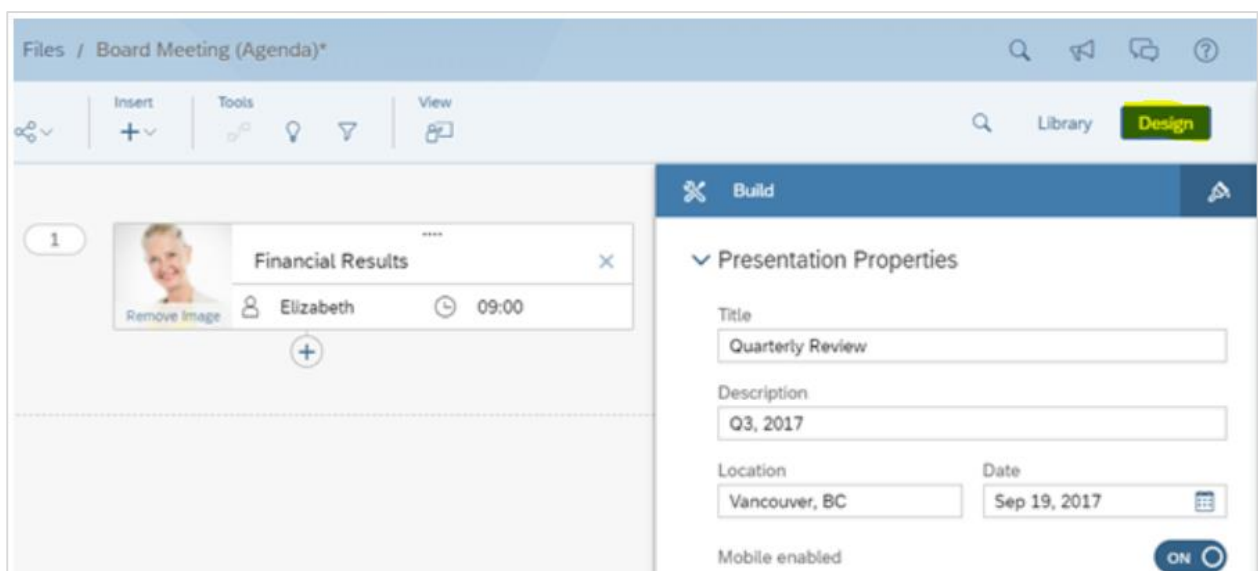 Files / Board Meeting (Agenda)*
Insert Tools View
Library Design
Build
1
Financial Results
Remove Image Elizabeth 09:00
Presentation Properties
Title
Quarterly Review
Description
Q3, 2017
Location Date
Vancouver, BC Sep 19, 2017
Mobile enabled ON